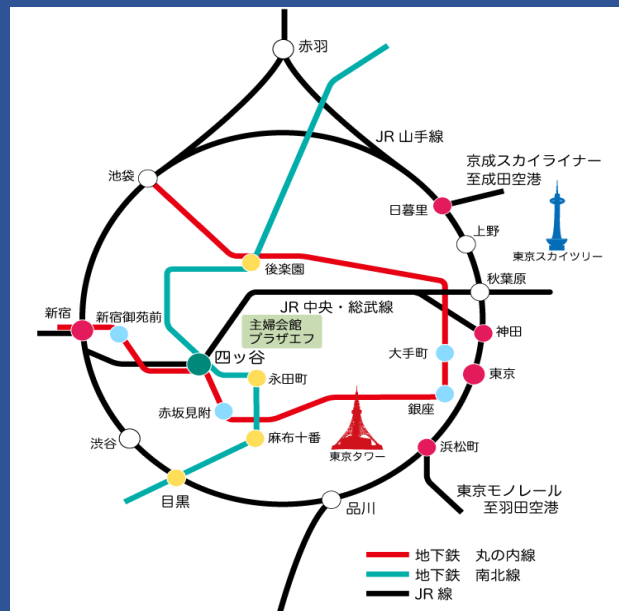 赤羽
JR 山手線
京成スカイライナー
至成田空港
池袋
日暮里
上野
東京スカイツリー
後楽園
秋葉原
JR 中央・総武線
新宿
新宿御苑前
主婦会館
プラザエフ
神田
四ッ谷
大手町
永田町
東京
赤坂見附
銀座
渋谷
麻布十番
東京タワー
浜松町
目黒
品川
東京モノレール
至羽田空港
地下鉄　丸の内線
地下鉄　南北線
JR 線